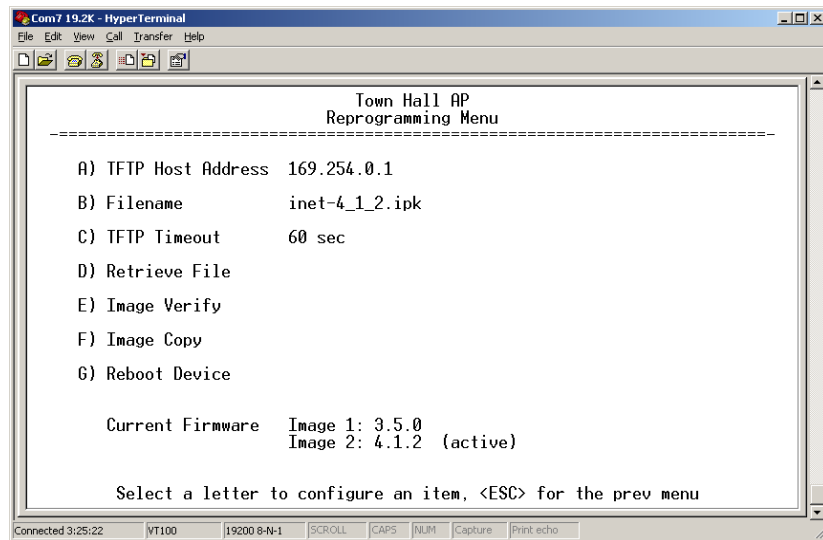 Com7 19.2K - HyperTerminal
File Edit View Call Transfer Help
Town Hall AP
Reprogramming Menu
-==========================================================================-
A) TFTP Host Address 169.254.0.1
B) Filename inet-4_1_2.ipk
C) TFTP Timeout 60 sec
D) Retrieve File
E) Image Verify
F) Image Copy
G) Reboot Device
Current Firmware Image 1: 3.5.0
Image 2: 4.1.2 (active)
Select a letter to configure an item, <ESC> for the prev menu
Connected 3:25:22 VT100 19200 8-N-1 SCROLL CAPS NUM Capture Print echo